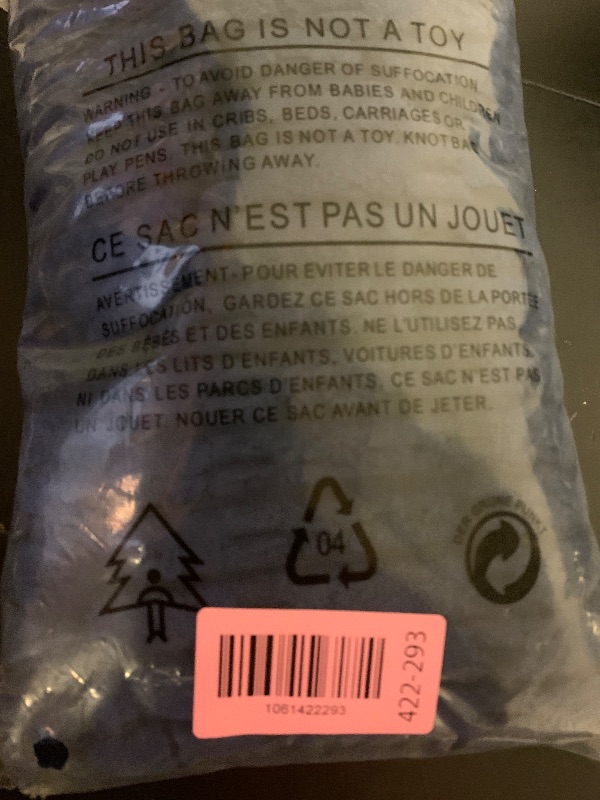 THIS BAG IS NOT A TOY
WARNING - TO AVOID DANGER OF SUFFOCATION
KEEP THIS BAG AWAY FROM BABIES AND CHILDREN
DO NOT USE IN CRIBS, BEDS, CARRIAGES OR
PLAY PENS. THIS BAG IS NOT A TOY. KNOT BAG
BEFORE THROWING AWAY.
CE SAC N'EST PAS UN JOUET
AVERTISSEMENT- POUR EVITER LE DANGER DE
SUFFOCATION, GARDEZ CE SAC HORS DE LA PORTEE
DES BÉBÉS ET DES ENFANTS. NE L'UTILISEZ PAS
DANS LES LITS D'ENFANTS, VOITURES D'ENFANTS
NI DANS LES PARCS D'ENFANTS. CE SAC N'EST PAS
UN JOUET. NOUER CE SAC AVANT DE JETER.
04
DER GRÜNE PUNKT
1061422293
422-293